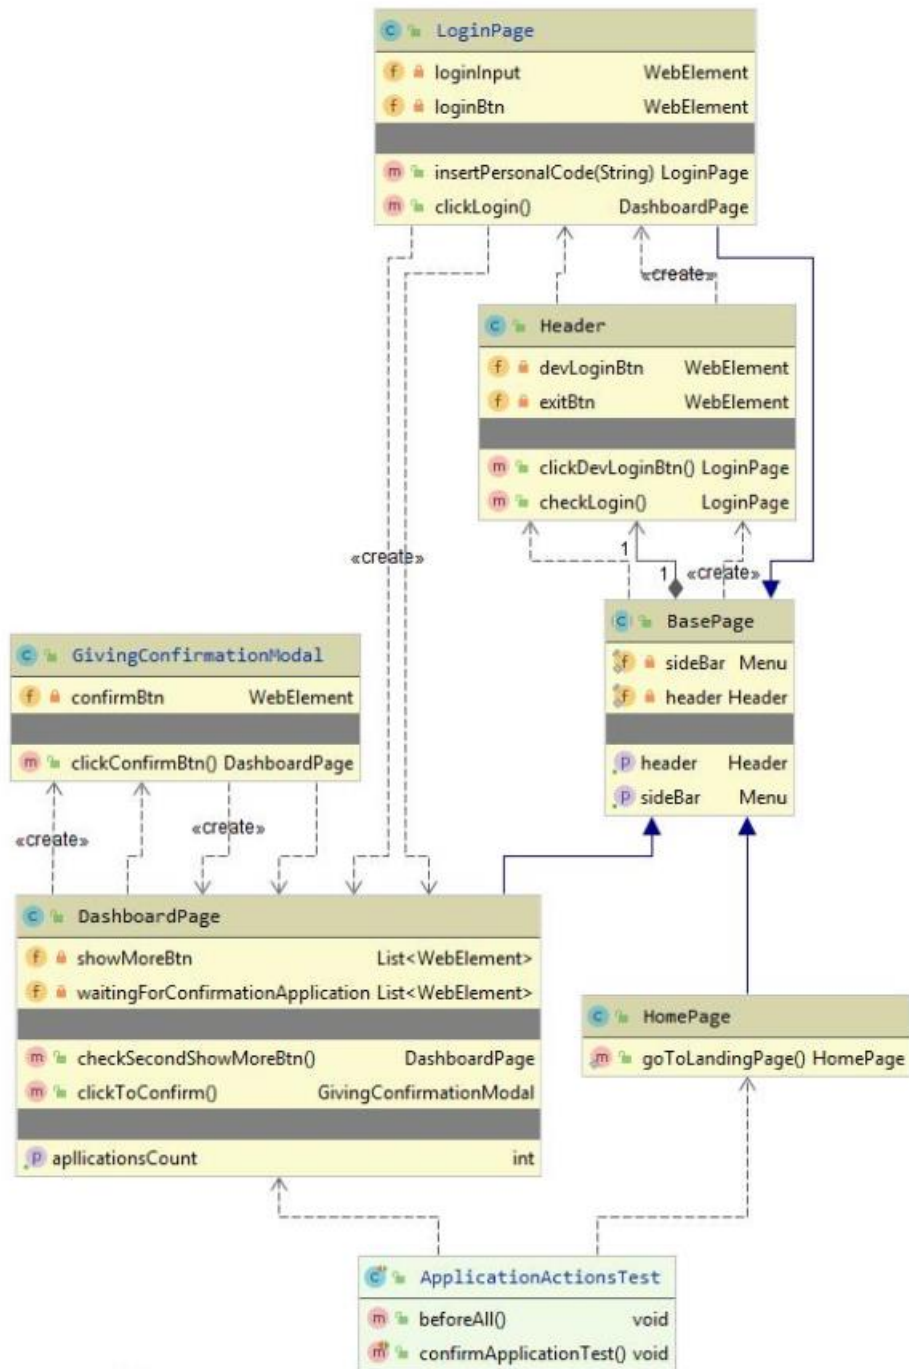 LoginPage
loginInput WebElement
loginBtn WebElement
insertPersonalCode(String) LoginPage
clickLogin() DashboardPage
«create»
Header
devLoginBtn WebElement
exitBtn WebElement
clickDevLoginBtn() LoginPage
checkLogin() LoginPage
«create»
1
1
«create»
BasePage
sideBar Menu
header Header
header Header
sideBar Menu
GivingConfirmationModal
confirmBtn WebElement
clickConfirmBtn() DashboardPage
«create»
«create»
DashboardPage
showMoreBtn List<WebElement>
waitingForConfirmationApplication List<WebElement>
checkSecondShowMoreBtn() DashboardPage
clickToConfirm() GivingConfirmationModal
apllicationsCount int
HomePage
goToLandingPage() HomePage
ApplicationActionsTest
beforeAll() void
confirmApplicationTest() void